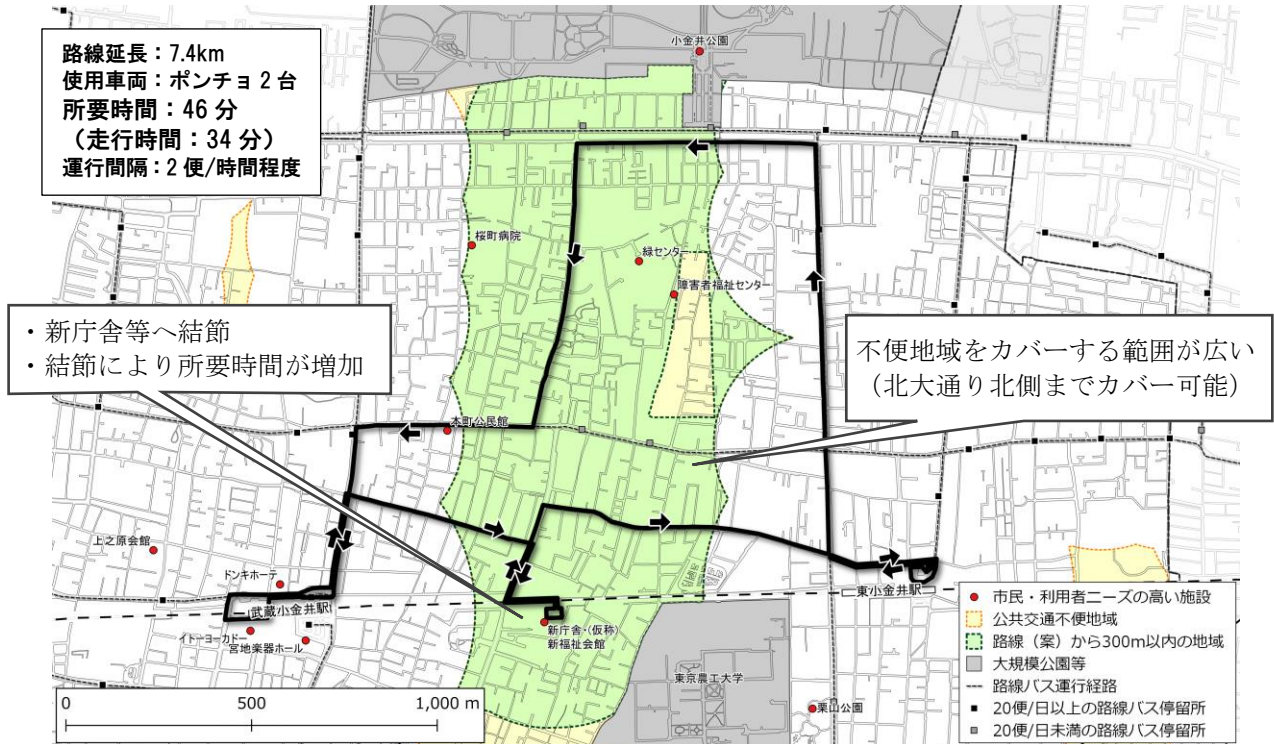 路線延長：7.4km
使用車両：ポンチョ 2 台
所要時間：46 分
（走行時間：34 分）
運行間隔：2 便/時間程度
小金井公園
桜町病院
緑センター
障害者福祉センター
・新庁舎等へ結節
・結節により所要時間が増加
不便地域をカバーする範囲が広い
（北大通り北側までカバー可能）
本町公民館
上之原会館
ドンキホーテ
武蔵小金井駅
イトーヨーカドー
宮地楽器ホール
新庁舎・(仮称)
新福祉会館
東小金井駅
東京農工大学
栗山公園
市民・利用者ニーズの高い施設
公共交通不便地域
路線（案）から300m以内の地域
大規模公園等
路線バス運行経路
20便/日以上の路線バス停留所
20便/日未満の路線バス停留所
0 500 1,000 m